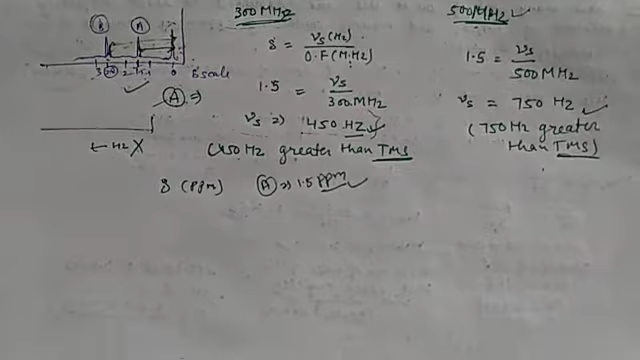 300 MHz
500 MHz ✓
B A
δ = νs (Hz) / O.F (MHz)
1.5 = νs / 300 MHz
νs ⇒ 450 Hz
(450 Hz greater than TMS
1.5 = νs / 500 MHz
νs = 750 Hz ✓
(750 Hz greater
than TMS)
3 2 0 δ scale
A ⇒
← Hz X
δ (ppm) A ⇒ 1.5 ppm ✓